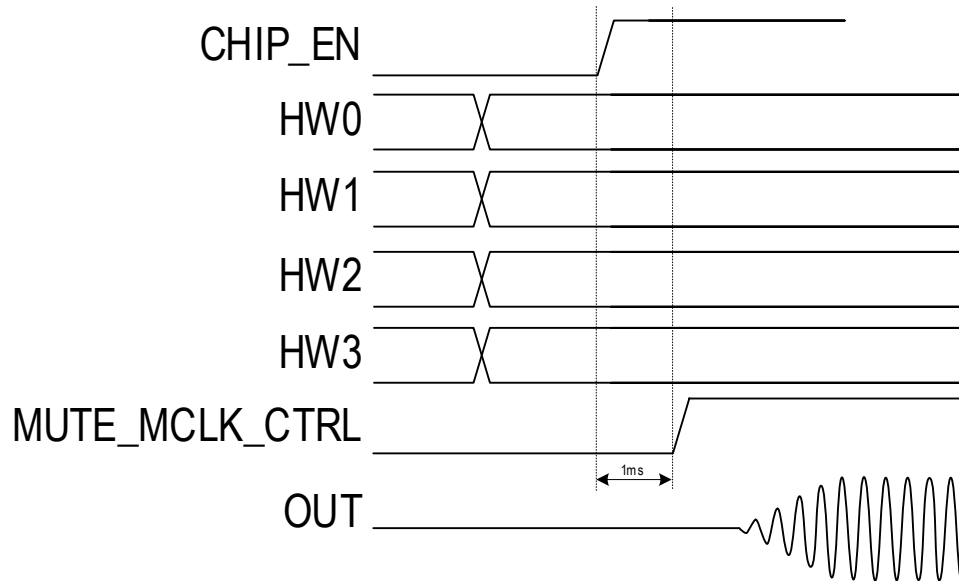 CHIP_EN
HW0
HW1
HW2
HW3
MUTE_MCLK_CTRL
1ms
OUT